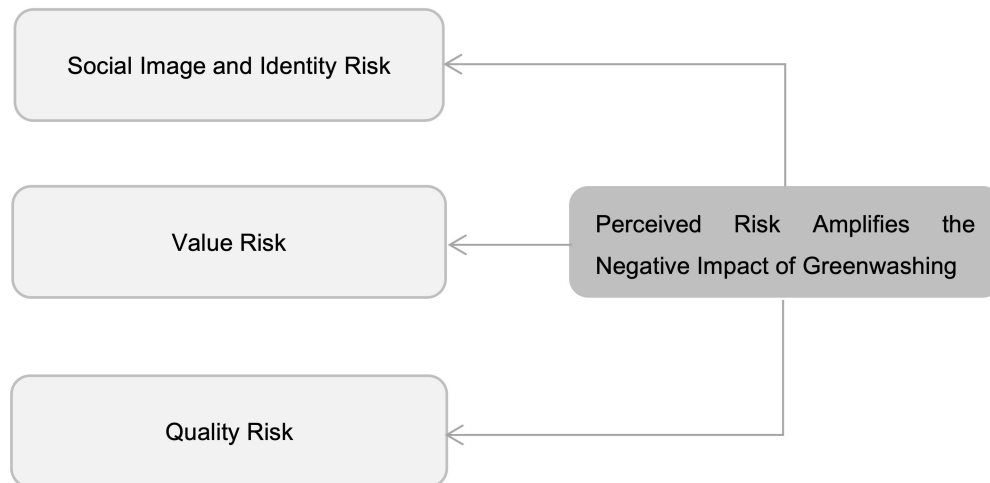 Social Image and Identity Risk
Value Risk
Perceived Risk Amplifies the
Negative Impact of Greenwashing
Quality Risk